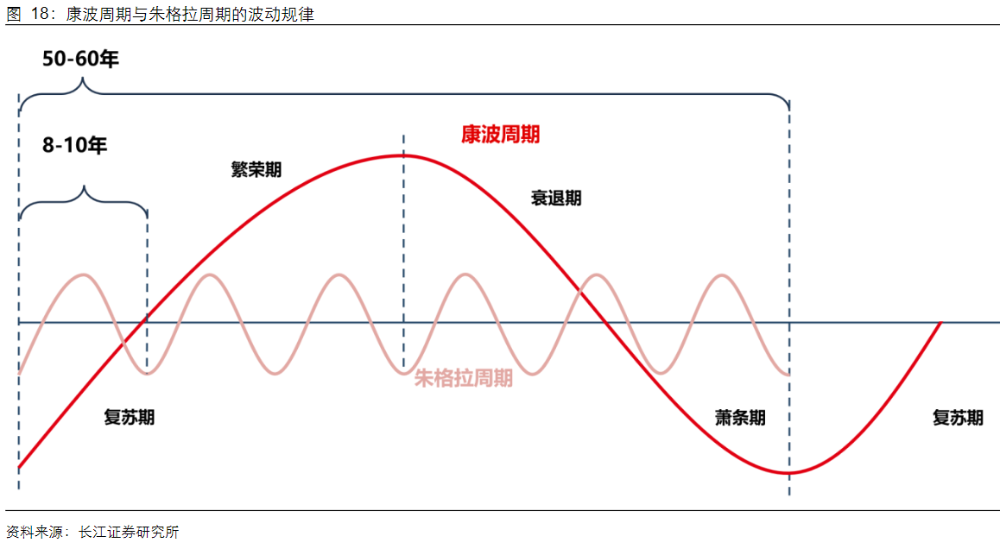 图 18：康波周期与朱格拉周期的波动规律
50-60年
8-10年
康波周期
繁荣期
衰退期
朱格拉周期
复苏期
萧条期
复苏期
资料来源：长江证券研究所